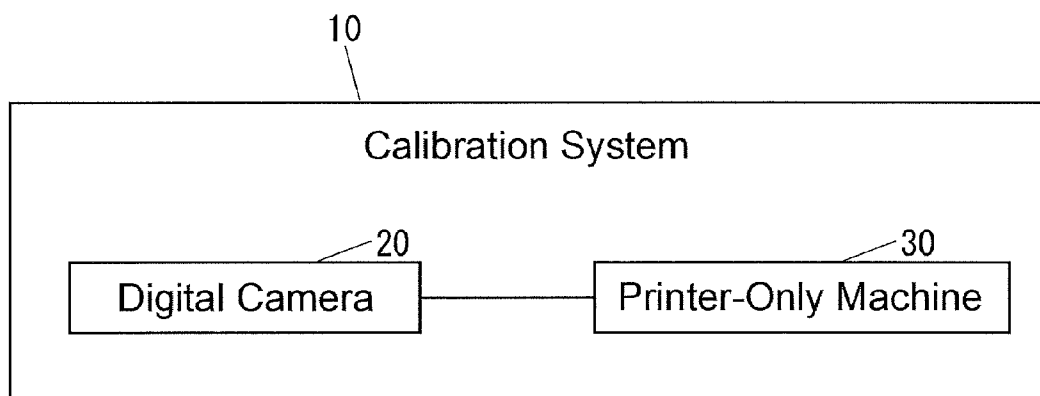 10
Calibration System
20
30
Digital Camera
Printer-Only Machine